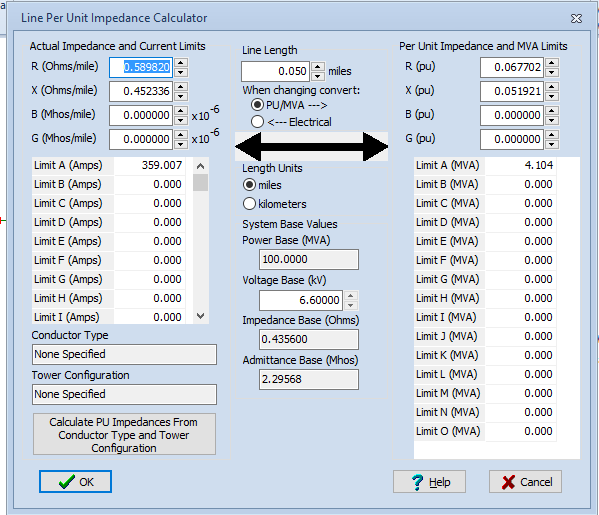 Line Per Unit Impedance Calculator
Actual Impedance and Current Limits
R (Ohms/mile) 0.589820
X (Ohms/mile) 0.452336
B (Mhos/mile) 0.000000 x10^-6
G (Mhos/mile) 0.000000 x10^-6
Limit A (Amps) 359.007
Limit B (Amps) 0.000
Limit C (Amps) 0.000
Limit D (Amps) 0.000
Limit E (Amps) 0.000
Limit F (Amps) 0.000
Limit G (Amps) 0.000
Limit H (Amps) 0.000
Limit I (Amps) 0.000
Conductor Type
None Specified
Tower Configuration
None Specified
Calculate PU Impedances From
Conductor Type and Tower
Configuration
Line Length
0.050 miles
When changing convert:
PU/MVA --->
<--- Electrical
Length Units
miles
kilometers
System Base Values
Power Base (MVA)
100.0000
Voltage Base (kV)
6.60000
Impedance Base (Ohms)
0.435600
Admittance Base (Mhos)
2.29568
Per Unit Impedance and MVA Limits
R (pu) 0.067702
X (pu) 0.051921
B (pu) 0.000000
G (pu) 0.000000
Limit A (MVA) 4.104
Limit B (MVA) 0.000
Limit C (MVA) 0.000
Limit D (MVA) 0.000
Limit E (MVA) 0.000
Limit F (MVA) 0.000
Limit G (MVA) 0.000
Limit H (MVA) 0.000
Limit I (MVA) 0.000
Limit J (MVA) 0.000
Limit K (MVA) 0.000
Limit L (MVA) 0.000
Limit M (MVA) 0.000
Limit N (MVA) 0.000
Limit O (MVA) 0.000
OK
? Help
Cancel